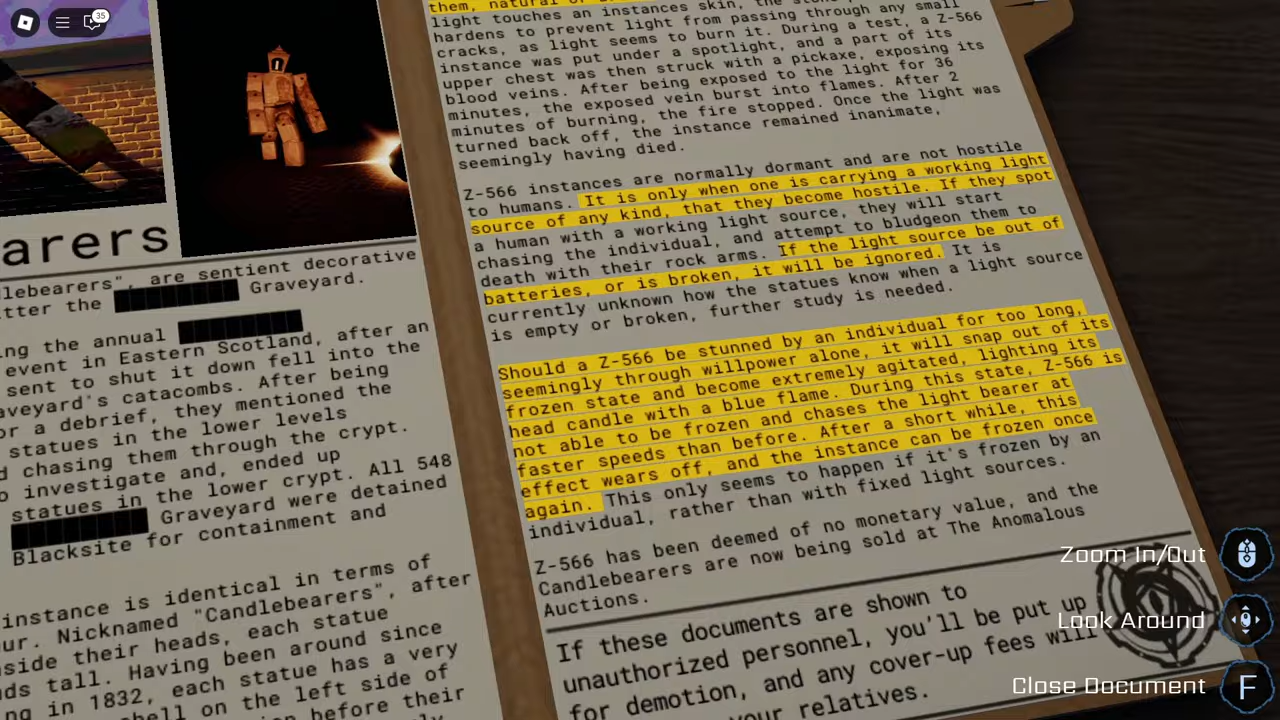 35
arers
lebearers", are sentient decorative
tter the Graveyard.
ing the annual
event in Eastern Scotland, after an
sent to shut it down fell into the
aveyard's catacombs. After being
or a debrief, they mentioned the
statues in the lower levels
d chasing them through the crypt.
o investigate and, ended up
statues in the lower crypt. All 548
Graveyard were detained
Blacksite for containment and
instance is identical in terms of
ur. Nicknamed "Candlebearers", after
nside their heads, each statue
ds tall. Having been around since
ng in 1832, each statue has a very
shell on the left side of
before their
them, natural or
light touches an instances skin, the
hardens to prevent light from passing through any small
cracks, as light seems to burn it. During a test, a Z-566
instance was put under a spotlight, and a part of its
upper chest was then struck with a pickaxe, exposing its
blood veins. After being exposed to the light for 36
minutes, the exposed vein burst into flames. After 2
minutes of burning, the fire stopped. Once the light was
turned back off, the instance remained inanimate,
seemingly having died.
Z-566 instances are normally dormant and are not hostile
to humans. It is only when one is carrying a working light
source of any kind, that they become hostile. If they spot
a human with a working light source, they will start
chasing the individual, and attempt to bludgeon them to
death with their rock arms. If the light source be out of
batteries, or is broken, it will be ignored. It is
currently unknown how the statues know when a light source
is empty or broken, further study is needed.
Should a Z-566 be stunned by an individual for too long,
seemingly through willpower alone, it will snap out of its
frozen state and become extremely agitated, lighting its
head candle with a blue flame. During this state, Z-566 is
not able to be frozen and chases the light bearer at
faster speeds than before. After a short while, this
effect wears off, and the instance can be frozen once
again. This only seems to happen if it's frozen by an
individual, rather than with fixed light sources.
Z-566 has been deemed of no monetary value, and the
Candlebearers are now being sold at The Anomalous
Auctions.
If these documents are shown to
unauthorized personnel, you'll be put up
for demotion, and any cover-up fees will
your relatives.
Zoom In/Out
Look Around
Close Document F